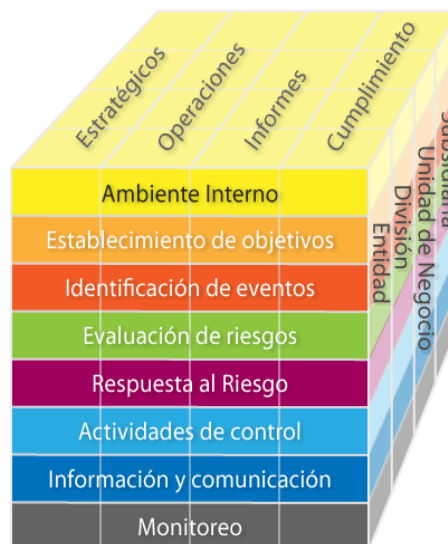 Estratégicos
Operaciones
Informes
Cumplimiento
Ambiente Interno
Establecimiento de objetivos
Identificación de eventos
Evaluación de riesgos
Respuesta al Riesgo
Actividades de control
Información y comunicación
Monitoreo
Entidad
División
Unidad de Negocio